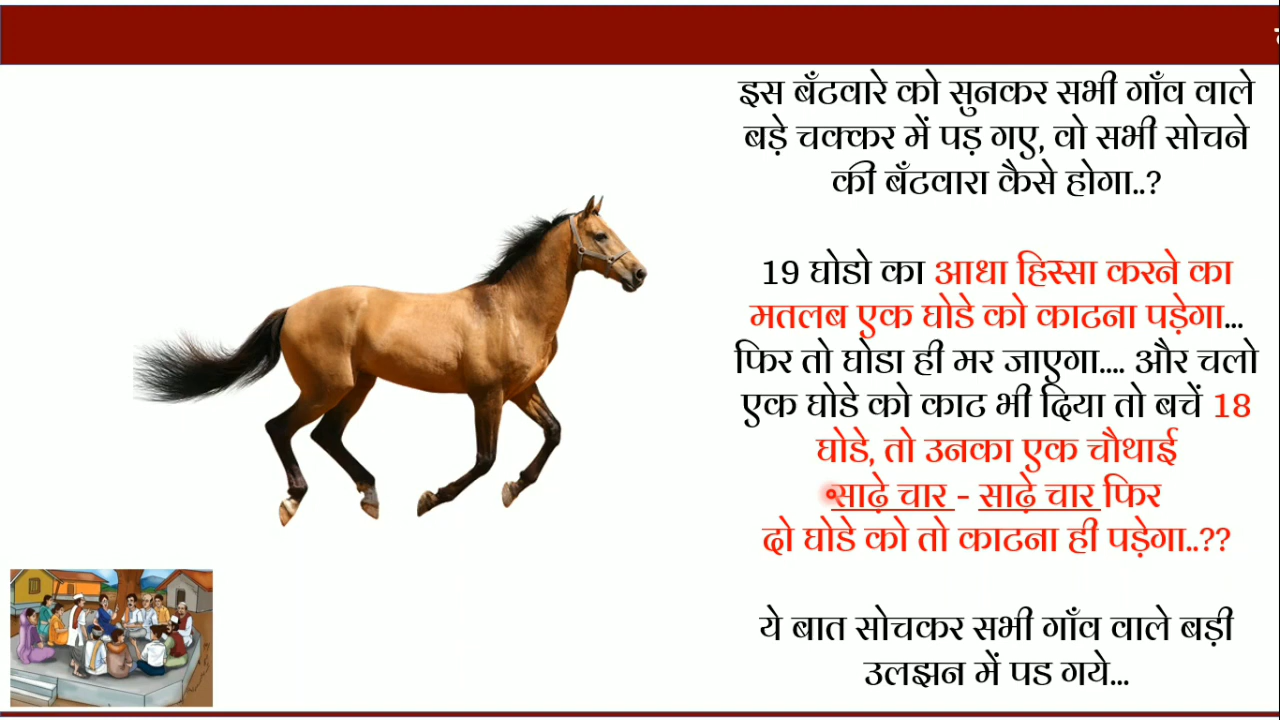 इस बँटवारे को सुनकर सभी गाँव वाले
बड़े चक्कर में पड़ गए, वो सभी सोचने
की बँटवारा कैसे होगा..?
19 घोडो का आधा हिस्सा करने का
मतलब एक घोडे को काटना पड़ेगा...
फिर तो घोडा ही मर जाएगा.... और चलो
एक घोडे को काट भी दिया तो बचें 18
घोडे, तो उनका एक चौथाई
साढ़े चार - साढ़े चार फिर
दो घोडे को तो काटना ही पड़ेगा..??
ये बात सोचकर सभी गाँव वाले बड़ी
उलझन में पड गये...